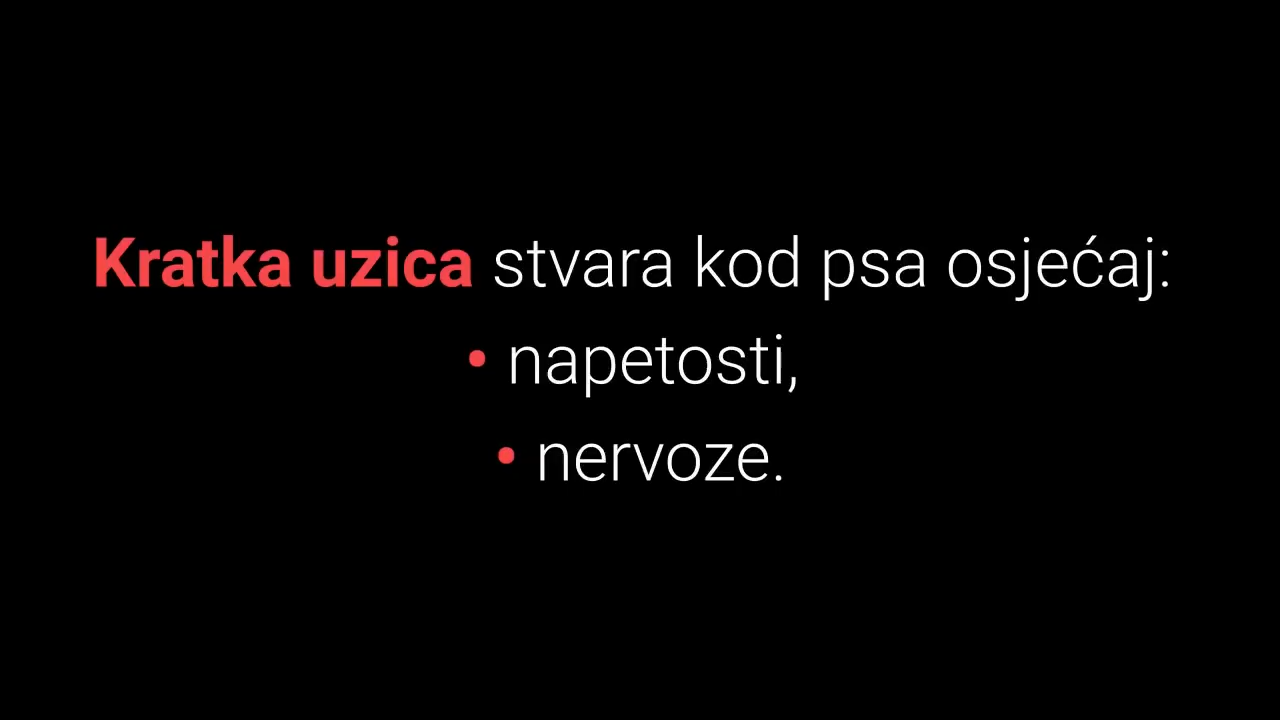 Kratka uzica stvara kod psa osjećaj:
• napetosti,
• nervoze.